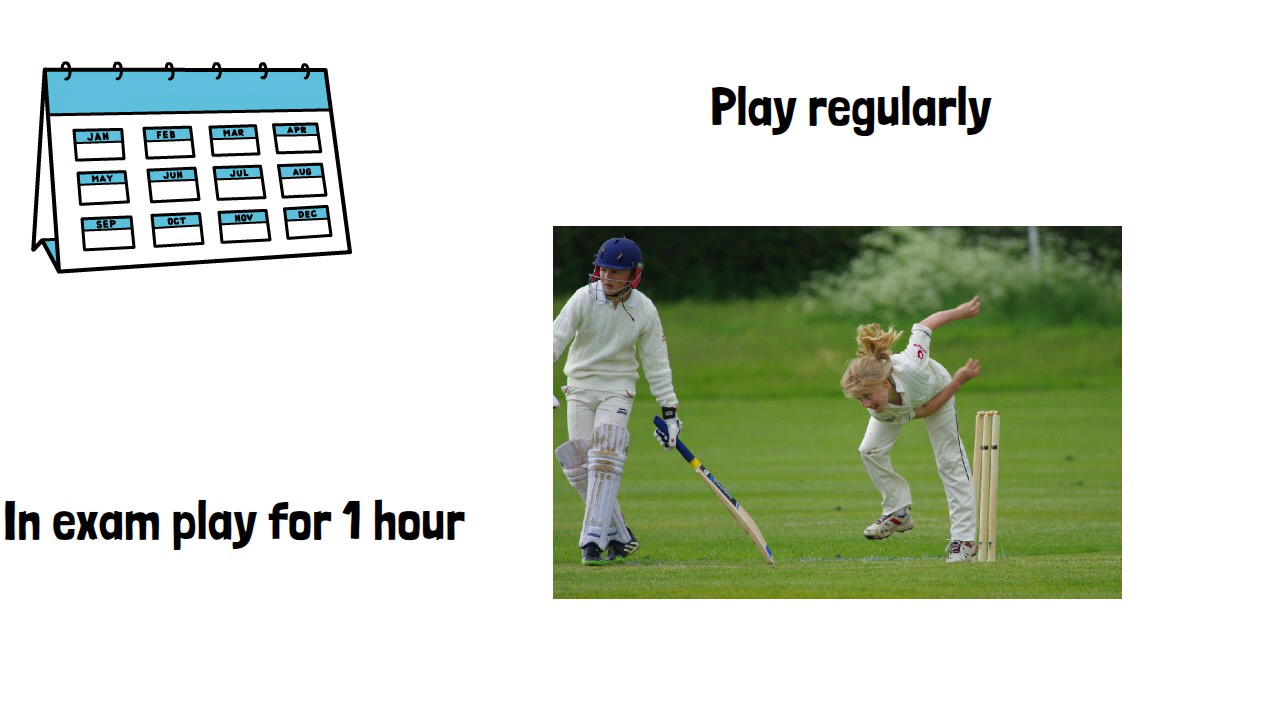 Play regularly
JAN FEB MAR APR
MAY JUN JUL AUG
SEP OCT NOV DEC
In exam play for 1 hour